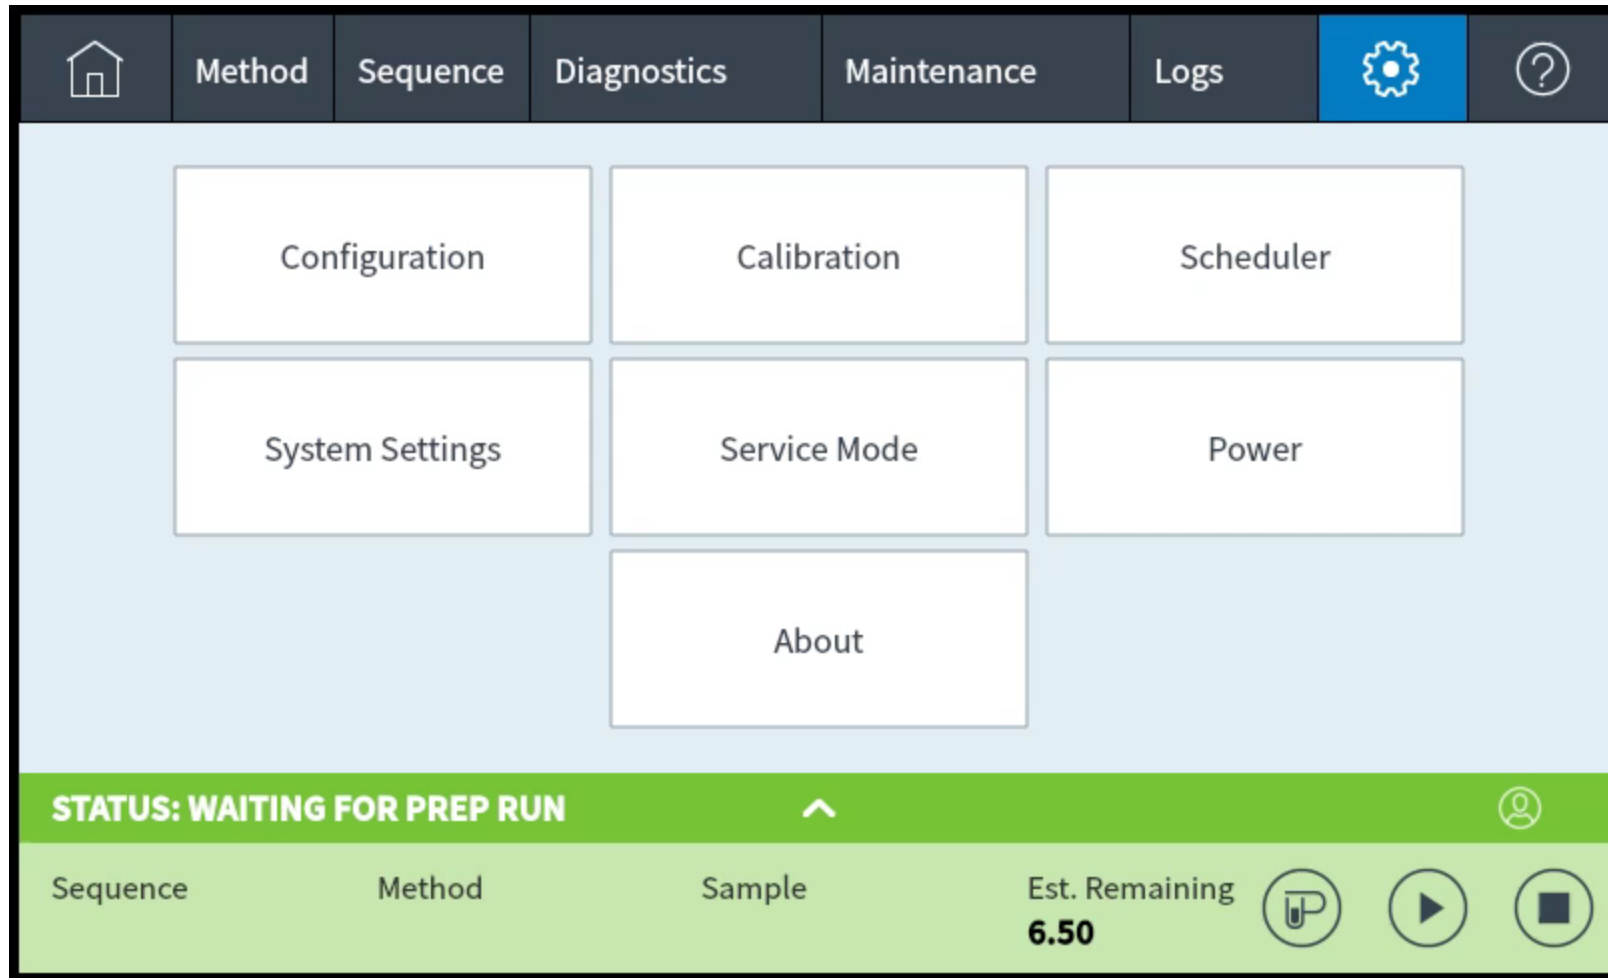 Method Sequence Diagnostics Maintenance Logs ?
Configuration Calibration Scheduler
System Settings Service Mode Power
About
STATUS: WAITING FOR PREP RUN
Sequence Method Sample Est. Remaining
6.50